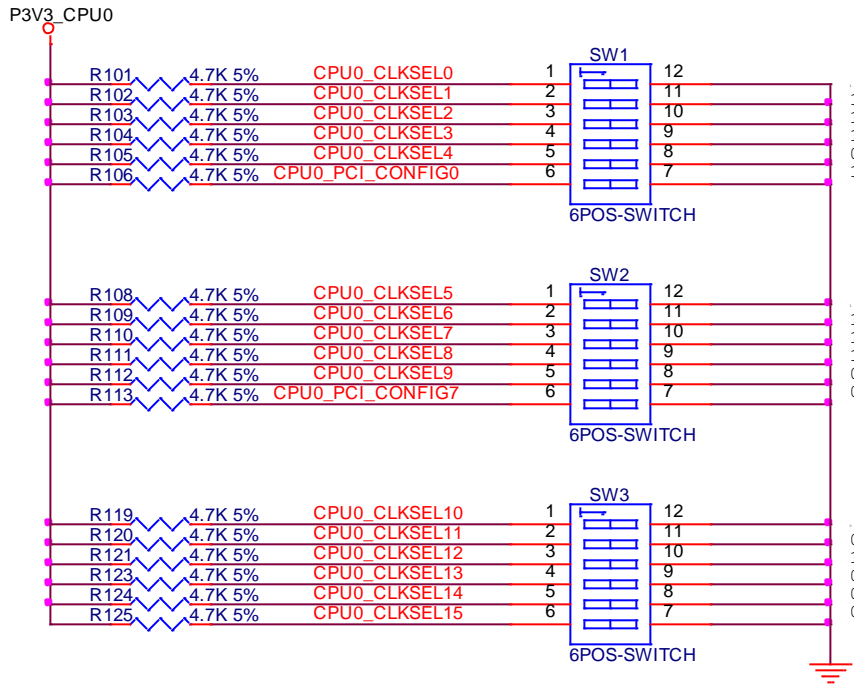 P3V3_CPU0
SW1
R101 4.7K 5% CPU0_CLKSEL0 1 12
R102 4.7K 5% CPU0_CLKSEL1 2 11
R103 4.7K 5% CPU0_CLKSEL2 3 10
R104 4.7K 5% CPU0_CLKSEL3 4 9
R105 4.7K 5% CPU0_CLKSEL4 5 8
R106 4.7K 5% CPU0_PCI_CONFIG0 6 7
6POS-SWITCH
SW2
R108 4.7K 5% CPU0_CLKSEL5 1 12
R109 4.7K 5% CPU0_CLKSEL6 2 11
R110 4.7K 5% CPU0_CLKSEL7 3 10
R111 4.7K 5% CPU0_CLKSEL8 4 9
R112 4.7K 5% CPU0_CLKSEL9 5 8
R113 4.7K 5% CPU0_PCI_CONFIG7 6 7
6POS-SWITCH
SW3
R119 4.7K 5% CPU0_CLKSEL10 1 12
R120 4.7K 5% CPU0_CLKSEL11 2 11
R121 4.7K 5% CPU0_CLKSEL12 3 10
R123 4.7K 5% CPU0_CLKSEL13 4 9
R124 4.7K 5% CPU0_CLKSEL14 5 8
R125 4.7K 5% CPU0_CLKSEL15 6 7
6POS-SWITCH